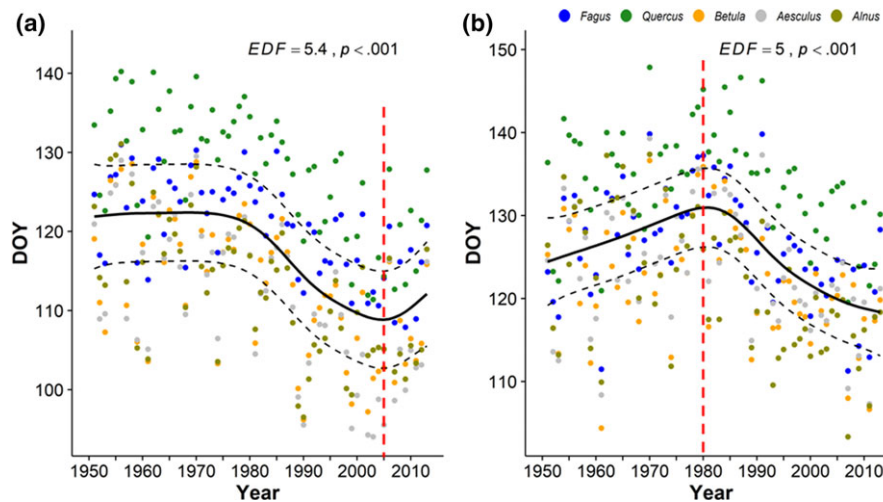 (a)
EDF = 5.4 , p < .001
DOY
140
130
120
110
100
1950 1960 1970 1980 1990 2000 2010
Year
Fagus Quercus Betula Aesculus Alnus
(b)
EDF = 5 , p < .001
DOY
150
140
130
120
110
1950 1960 1970 1980 1990 2000 2010
Year